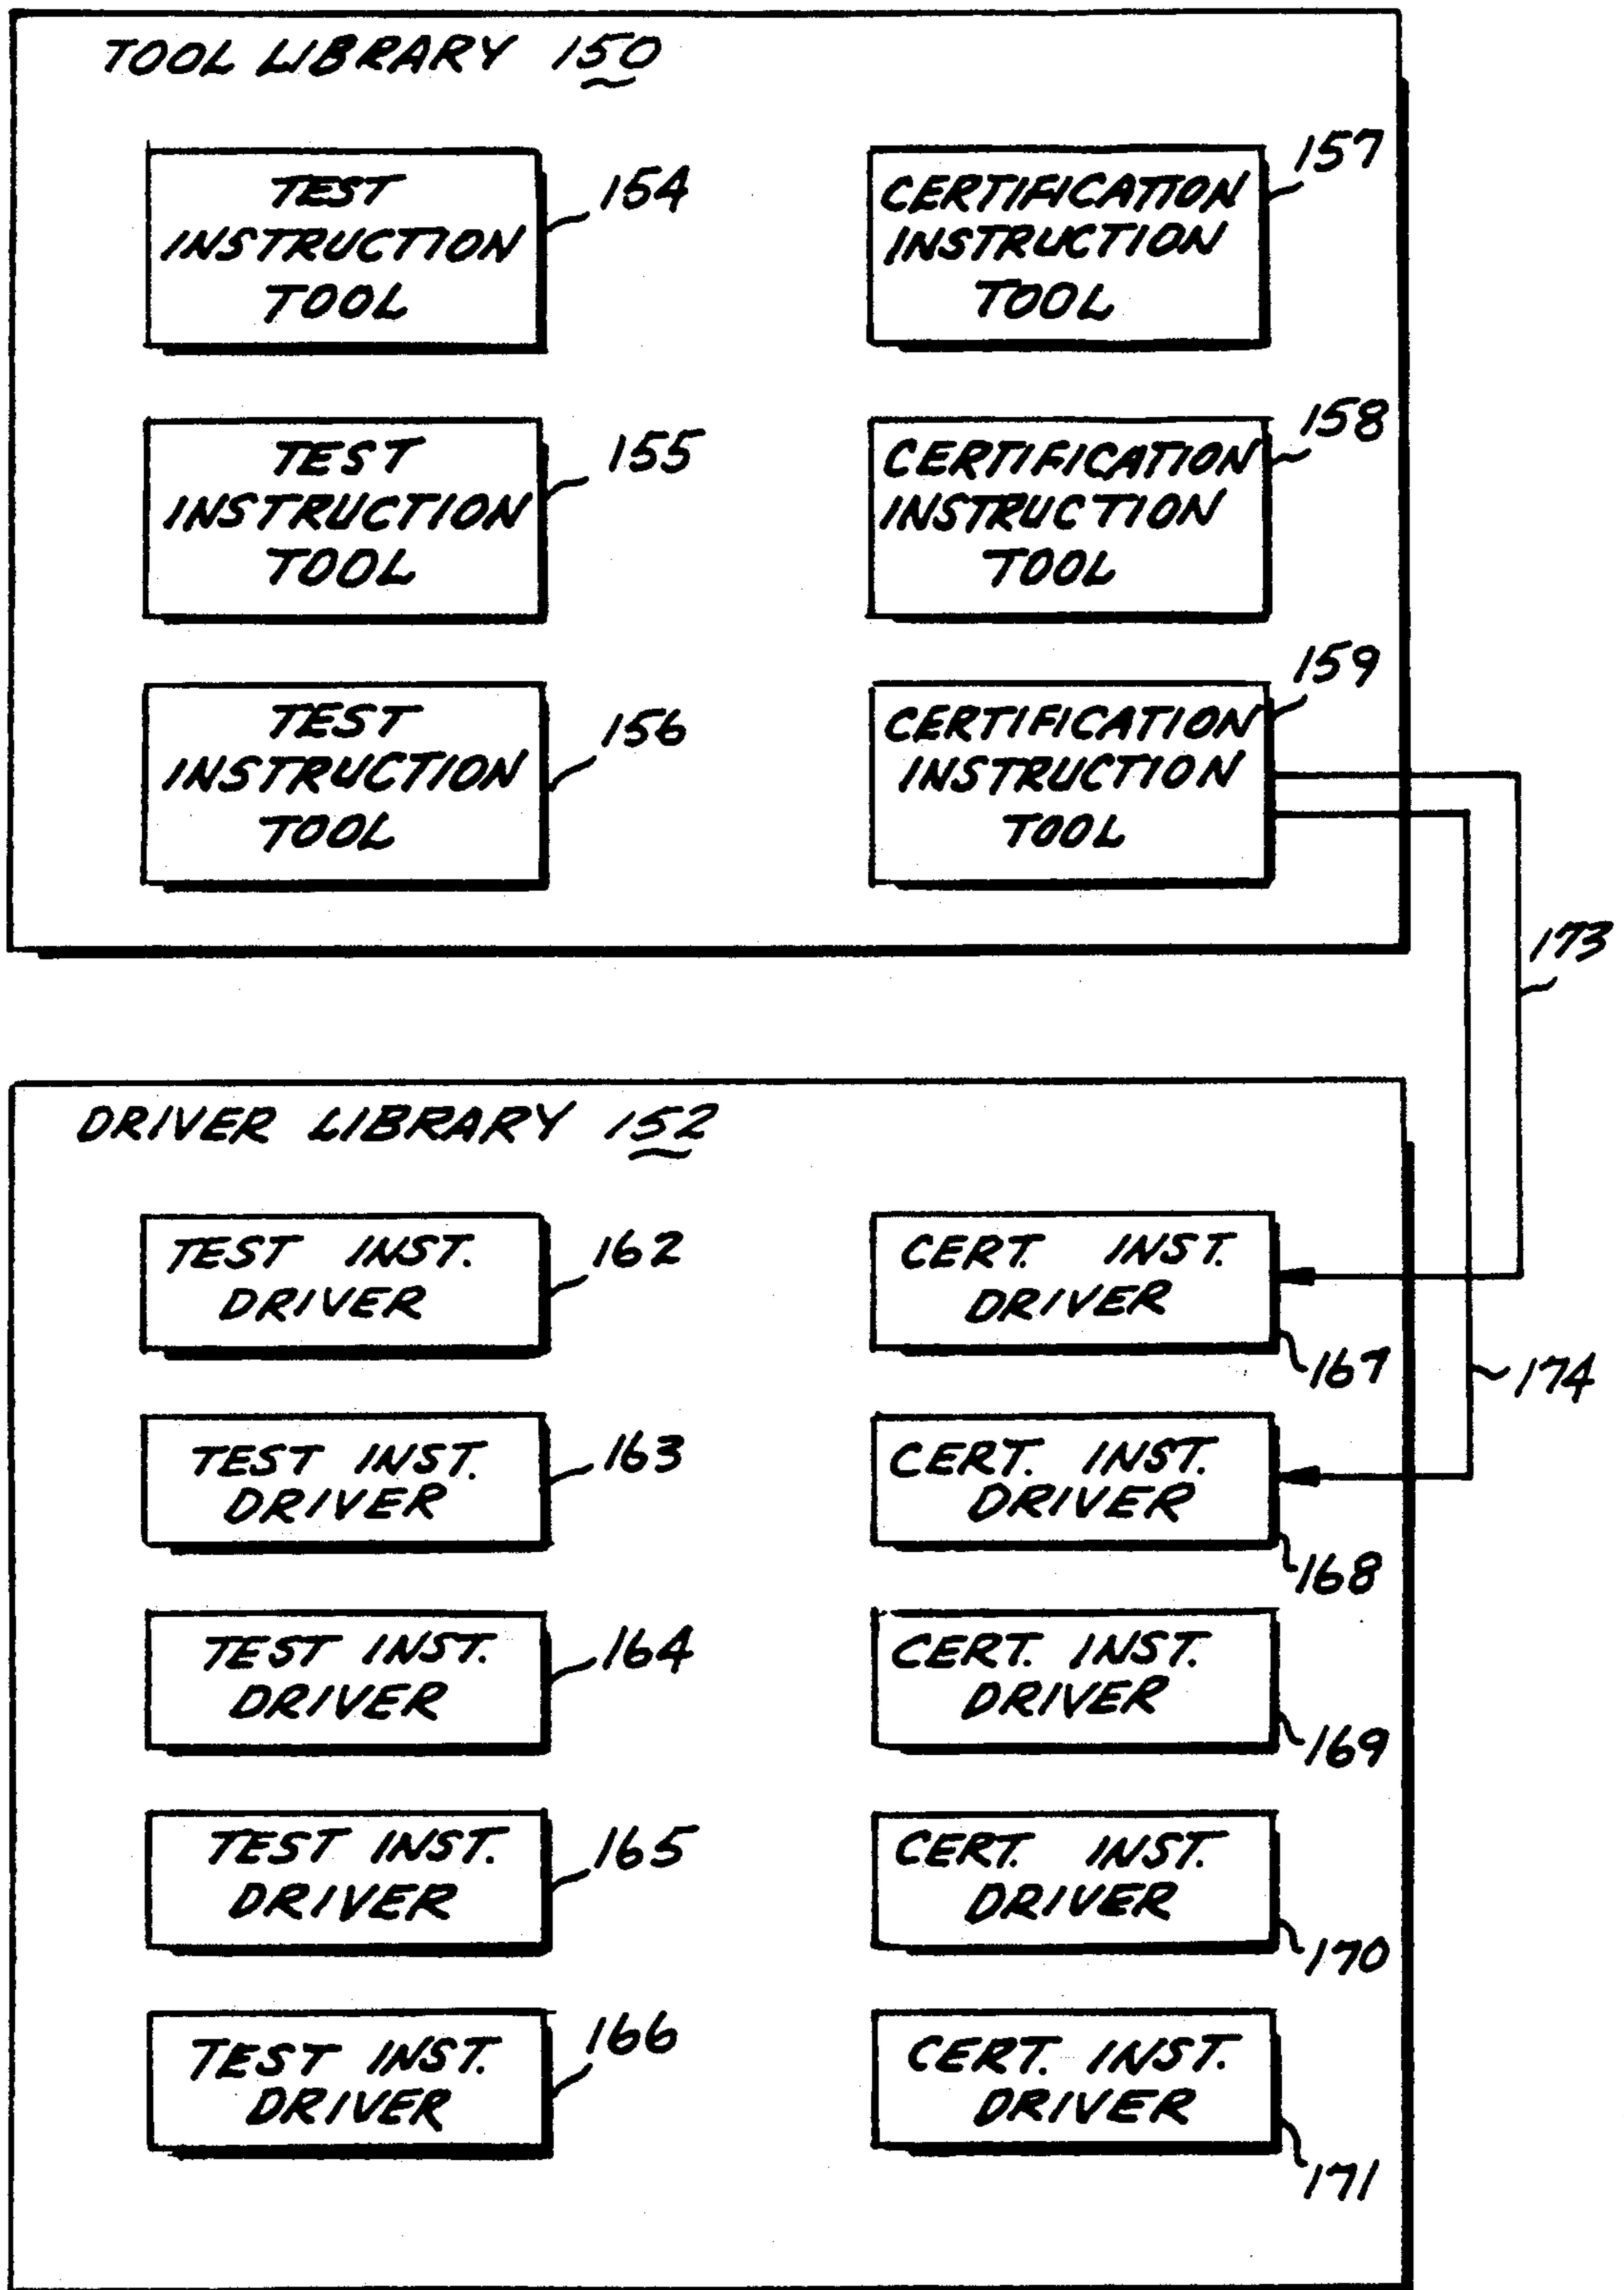 TOOL LIBRARY 150
TEST
INSTRUCTION
TOOL
154
CERTIFICATION
INSTRUCTION
TOOL
157
TEST
INSTRUCTION
TOOL
155
CERTIFICATION
INSTRUCTION
TOOL
158
TEST
INSTRUCTION
TOOL
156
CERTIFICATION
INSTRUCTION
TOOL
159
173
DRIVER LIBRARY 152
TEST INST.
DRIVER
162
CERT. INST.
DRIVER
167
174
TEST INST.
DRIVER
163
CERT. INST.
DRIVER
168
TEST INST.
DRIVER
164
CERT. INST.
DRIVER
169
TEST INST.
DRIVER
165
CERT. INST.
DRIVER
170
TEST INST.
DRIVER
166
CERT. INST.
DRIVER
171